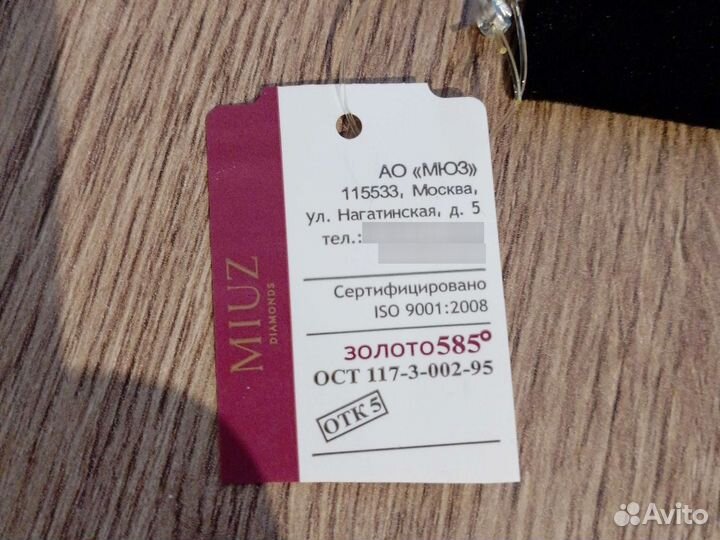 MIUZ
DIAMONDS
АО «МЮЗ»
115533, Москва,
ул. Нагатинская, д. 5
тел.:
Сертифицировано
ISO 9001:2008
ЗОЛОТО585°
ОСТ 117-3-002-95
ОТК 5
Avito